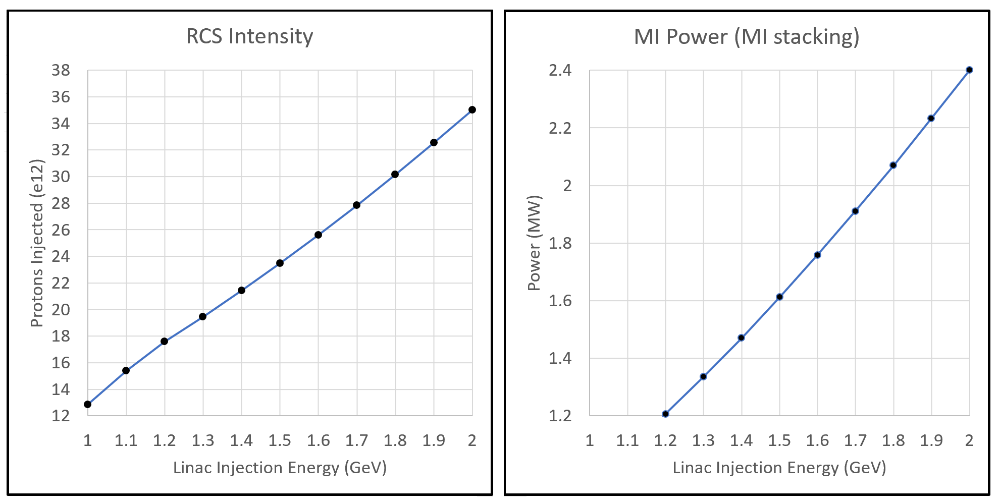 RCS Intensity
38
36
34
32
30
28
26
24
22
20
18
16
14
12
Protons Injected (e12)
1 1.1 1.2 1.3 1.4 1.5 1.6 1.7 1.8 1.9 2
Linac Injection Energy (GeV)
MI Power (MI stacking)
2.4
2.2
2
1.8
1.6
1.4
1.2
Power (MW)
1 1.1 1.2 1.3 1.4 1.5 1.6 1.7 1.8 1.9 2
Linac Injection Energy (GeV)